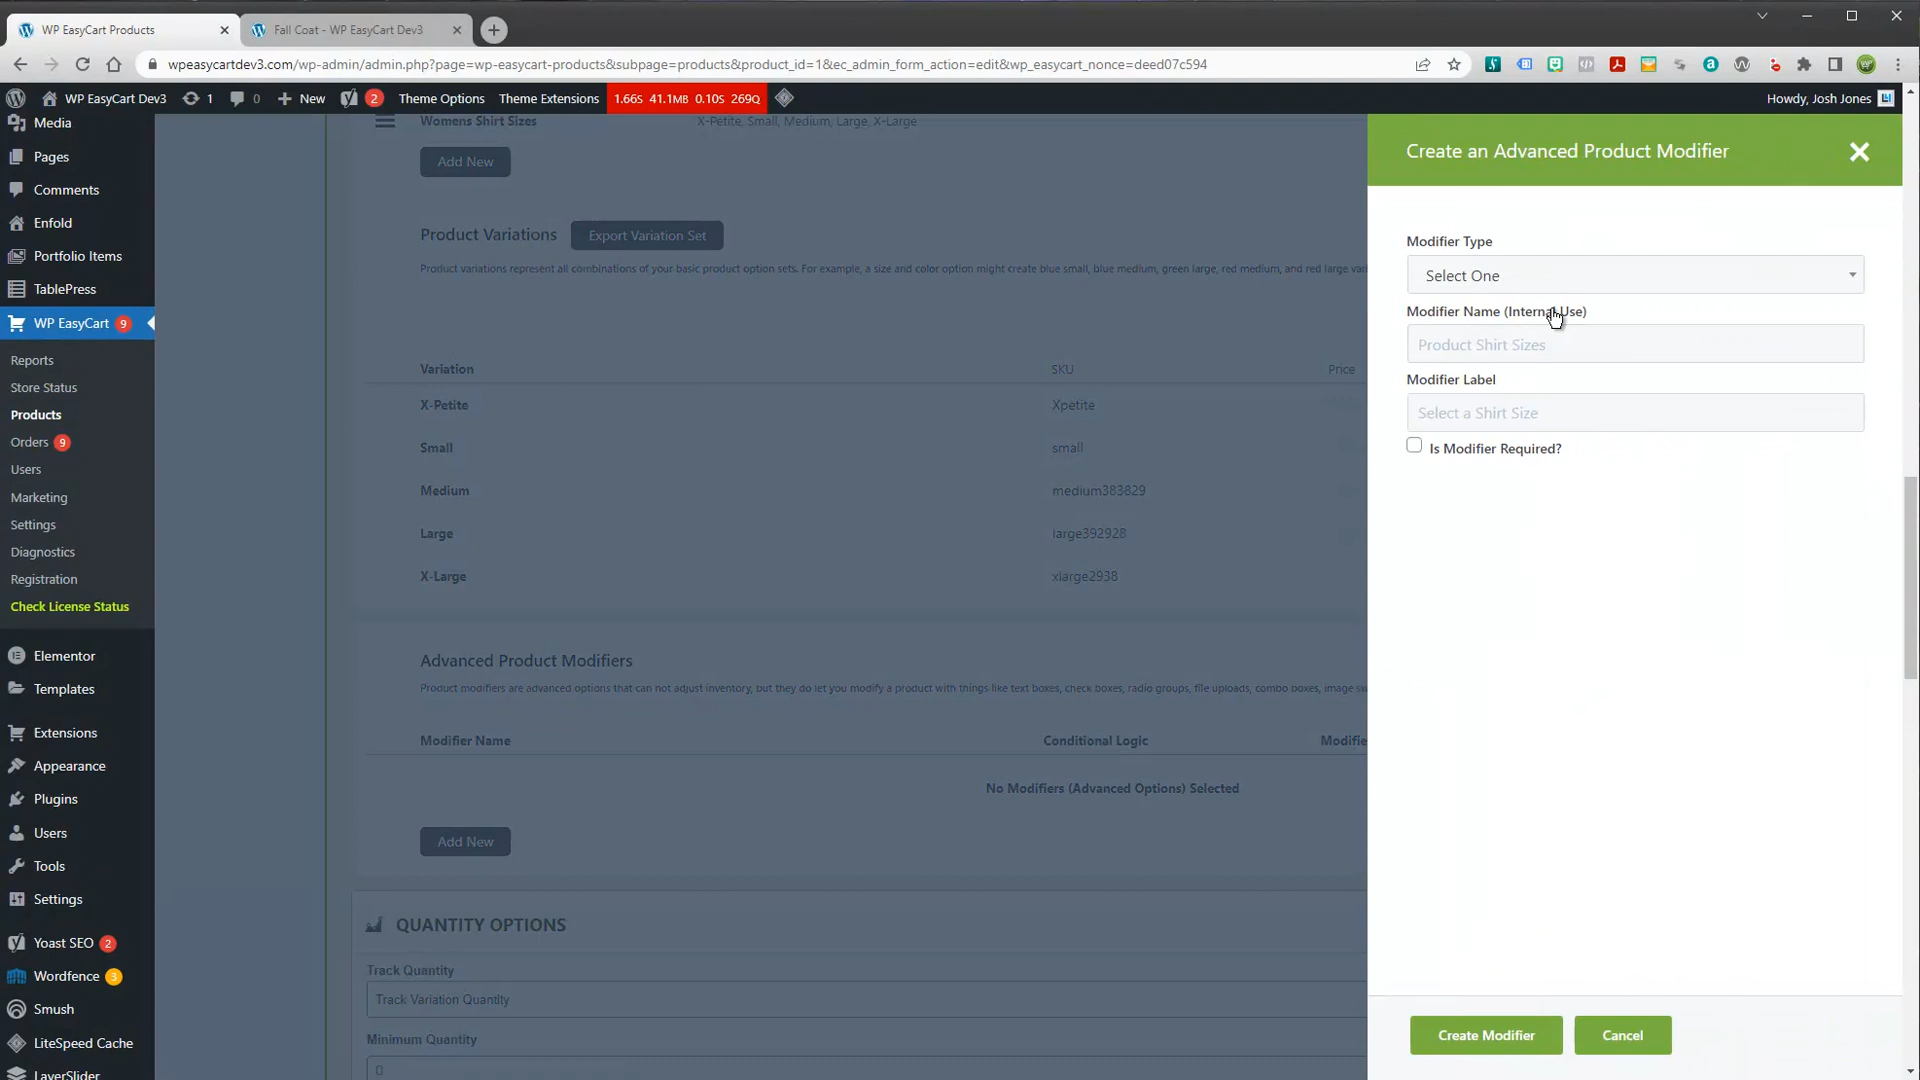 WP EasyCart Products
Fall Coat - WP EasyCart Dev3
wpeasycartdev3.com/wp-admin/admin.php?page=wp-easycart-products&subpage=products&product_id=1&ec_admin_form_action=edit&wp_easycart_nonce=deed07c594
WP EasyCart Dev3
1
0
New
2
Theme Options
Theme Extensions
1.66S 41.1MB 0.10S 269Q
Howdy, Josh Jones
Media
Pages
Comments
Enfold
Portfolio Items
TablePress
WP EasyCart 9
Reports
Store Status
Products
Orders 9
Users
Marketing
Settings
Diagnostics
Registration
Check License Status
Elementor
Templates
Extensions
Appearance
Plugins
Users
Tools
Settings
Yoast SEO 2
Wordfence 3
Smush
LiteSpeed Cache
LayerSlider
Womens Shirt Sizes
X-Petite, Small, Medium, Large, X-Large
Add New
Product Variations
Export Variation Set
Product variations represent all combinations of your basic product option sets. For example, a size and color option might create blue small, blue medium, green large, red medium, and red large
Variation SKU Price
X-Petite Xpetite
Small small
Medium medium383829
Large large392928
X-Large xlarge2938
Advanced Product Modifiers
Product modifiers are advanced options that can not adjust inventory, but they do let you modify a product with things like text boxes, check boxes, radio groups, file uploads, combo boxes, image
Modifier Name Conditional Logic Modifie
No Modifiers (Advanced Options) Selected
Add New
QUANTITY OPTIONS
Track Quantity
Track Variation Quantity
Minimum Quantity
0
Create an Advanced Product Modifier
Modifier Type
Select One
Modifier Name (Internal Use)
Product Shirt Sizes
Modifier Label
Select a Shirt Size
Is Modifier Required?
Create Modifier
Cancel